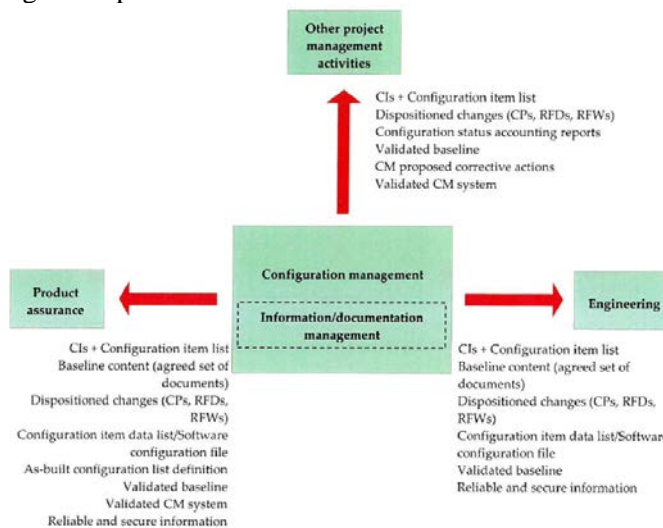 Other project
management
activities
CIs + Configuration item list
Dispositioned changes (CPs, RFDs, RFWs)
Configuration status accounting reports
Validated baseline
CM proposed corrective actions
Validated CM system
Configuration management
Information/documentation
management
Product
assurance
Engineering
CIs + Configuration item list
Baseline content (agreed set of
documents)
Dispositioned changes (CPs, RFDs,
RFWs)
Configuration item data list/Software
configuration file
As-built configuration list definition
Validated baseline
Validated CM system
Reliable and secure information
CIs + Configuration item list
Baseline content (agreed set of
documents)
Dispositioned changes (CPs, RFDs,
RFWs)
Configuration item data list/Software
configuration file
Validated baseline
Reliable and secure information